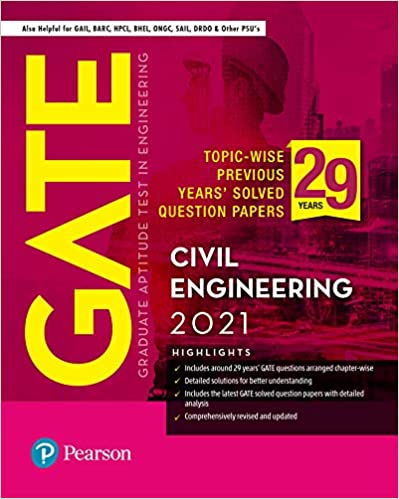 Also Helpful for GAIL, BARC, HPCL, BHEL, ONGC, SAIL, DRDO & Other PSU's
GATE
GRADUATE APTITUDE TEST IN ENGINEERING
TOPIC-WISE
PREVIOUS
YEARS' SOLVED
QUESTION PAPERS
29
YEARS
CIVIL
ENGINEERING
2021
HIGHLIGHTS
✓ Includes around 29 years' GATE questions arranged chapter-wise
✓ Detailed solutions for better understanding
✓ Includes the latest GATE solved question papers with detailed
analysis
✓ Comprehensively revised and updated
Pearson